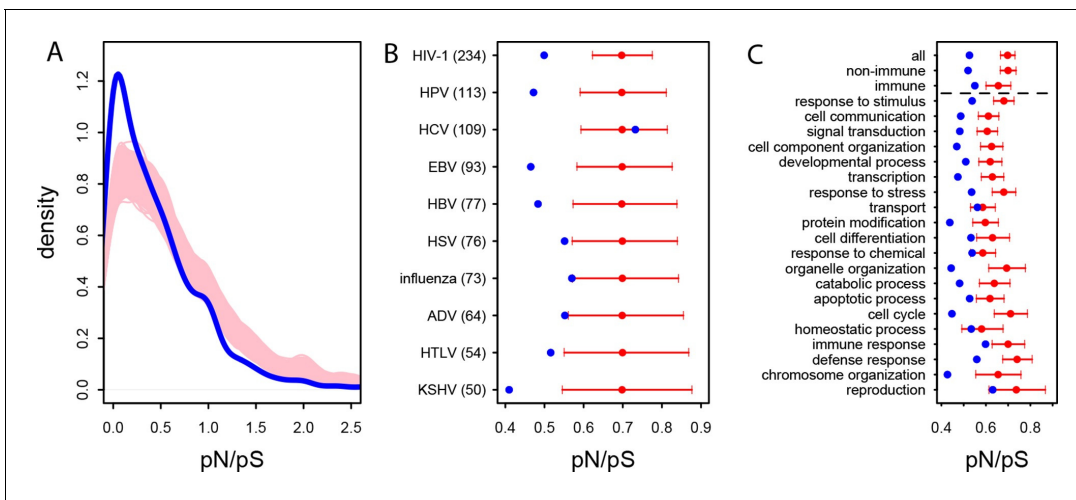 A
density
1.2
1.0
0.8
0.6
0.4
0.2
0.0
0.0 0.5 1.0 1.5 2.0 2.5
pN/pS
B
HIV-1 (234)
HPV (113)
HCV (109)
EBV (93)
HBV (77)
HSV (76)
influenza (73)
ADV (64)
HTLV (54)
KSHV (50)
0.4 0.5 0.6 0.7 0.8 0.9
pN/pS
C
all
non-immune
immune
response to stimulus
cell communication
signal transduction
cell component organization
developmental process
transcription
response to stress
transport
protein modification
cell differentiation
response to chemical
organelle organization
catabolic process
apoptotic process
cell cycle
homeostatic process
immune response
defense response
chromosome organization
reproduction
0.4 0.6 0.8
pN/pS